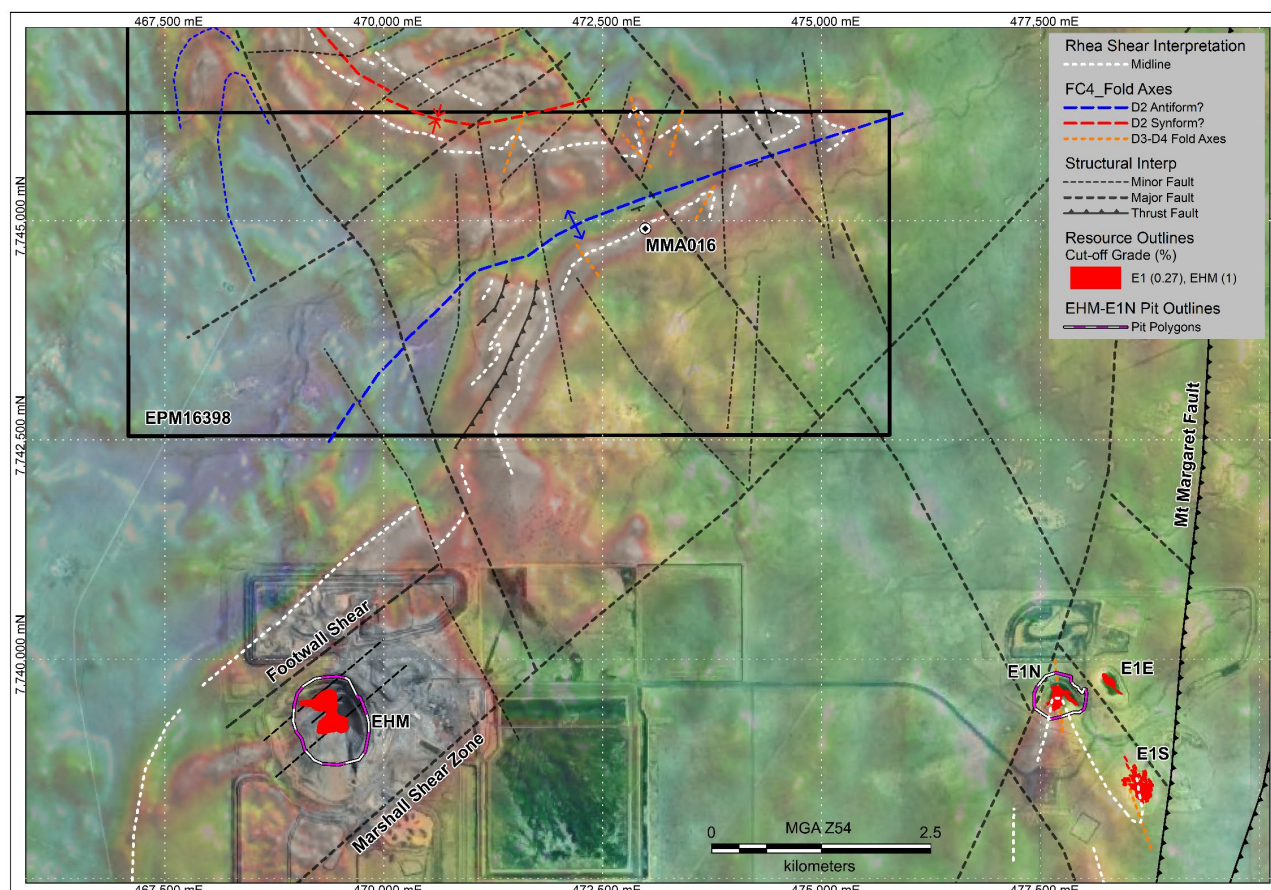 467,500 mE
470,000 mE
472,500 mE
475,000 mE
477,500 mE
Rhea Shear Interpretation
Midline
FC4_Fold Axes
D2 Antiform?
D2 Synform?
D3-D4 Fold Axes
Structural Interp
Minor Fault
Major Fault
Thrust Fault
Resource Outlines
Cut-off Grade (%)
E1 (0.27), EHM (1)
EHM-E1N Pit Outlines
Pit Polygons
7,745,000 mN
MMA016
EPM16398
7,742,500 mN
Mt Margaret Fault
Footwall Shear
7,740,000 mN
E1N
E1E
EHM
E1S
Marshall Shear Zone
0
MGA Z54
2.5
kilometers
467,500 mE
470,000 mE
472,500 mE
475,000 mE
477,500 mE